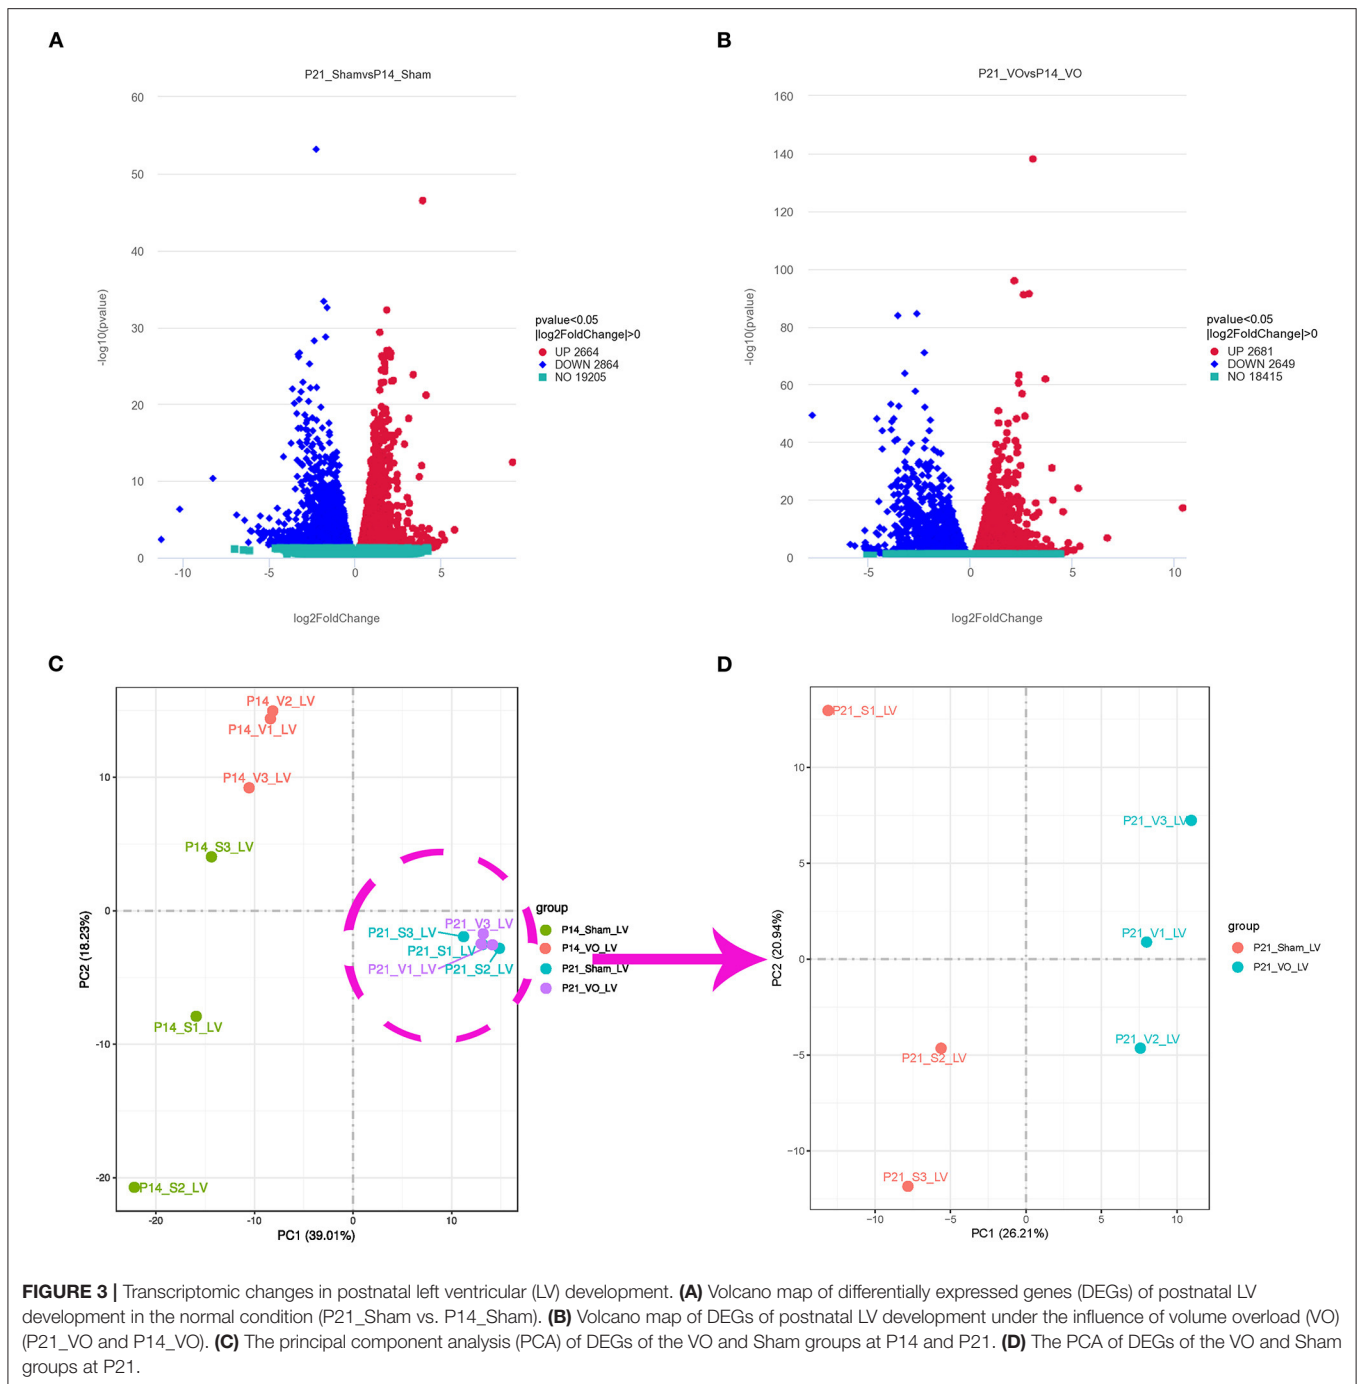 A
P21_ShamvsP14_Sham
60
50
40
30
20
10
0
-log10(pvalue)
-10
-5
0
5
log2FoldChange
pvalue<0.05
|log2FoldChange|>0
UP 2664
DOWN 2864
NO 19205
B
P21_VOvsP14_VO
160
140
120
100
80
60
40
20
0
-log10(pvalue)
-5
0
5
10
log2FoldChange
pvalue<0.05
|log2FoldChange|>0
UP 2681
DOWN 2649
NO 18415
C
P14_V2_LV
P14_V1_LV
P14_V3_LV
P14_S3_LV
P21_V3_LV
P21_S3_LV
P21_S1_LV
P21_V1_LV
P21_S2_LV
P14_S1_LV
P14_S2_LV
10
0
-10
-20
PC2 (18.23%)
-20
-10
0
10
PC1 (39.01%)
group
P14_Sham_LV
P14_VO_LV
P21_Sham_LV
P21_VO_LV
D
P21_S1_LV
P21_V3_LV
P21_V1_LV
P21_V2_LV
P21_S2_LV
P21_S3_LV
10
5
0
−5
−10
PC2 (20.94%)
−10
−5
0
5
10
PC1 (26.21%)
group
P21_Sham_LV
P21_VO_LV
FIGURE 3 | Transcriptomic changes in postnatal left ventricular (LV) development. (A) Volcano map of differentially expressed genes (DEGs) of postnatal LV
development in the normal condition (P21_Sham vs. P14_Sham). (B) Volcano map of DEGs of postnatal LV development under the influence of volume overload (VO)
(P21_VO and P14_VO). (C) The principal component analysis (PCA) of DEGs of the VO and Sham groups at P14 and P21. (D) The PCA of DEGs of the VO and Sham
groups at P21.